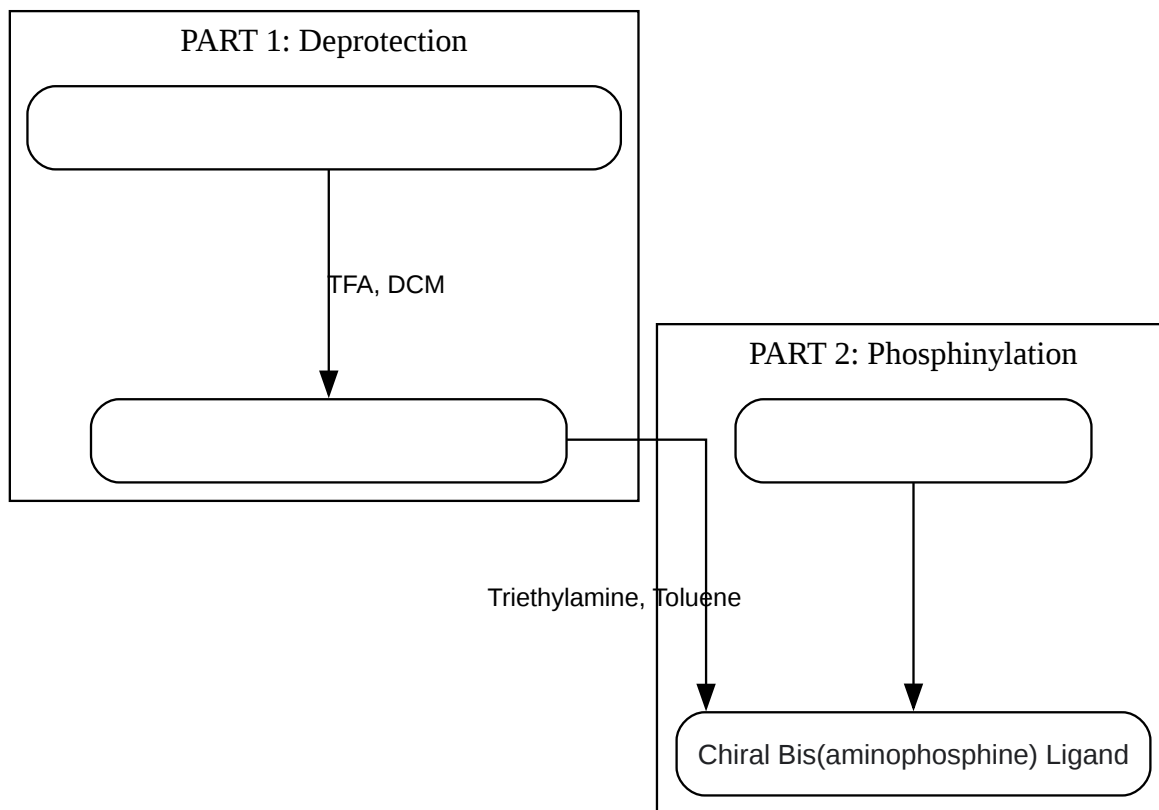 PART 1: Deprotection
TFA, DCM
PART 2: Phosphinylation
Triethylamine, Toluene
Chiral Bis(aminophosphine) Ligand